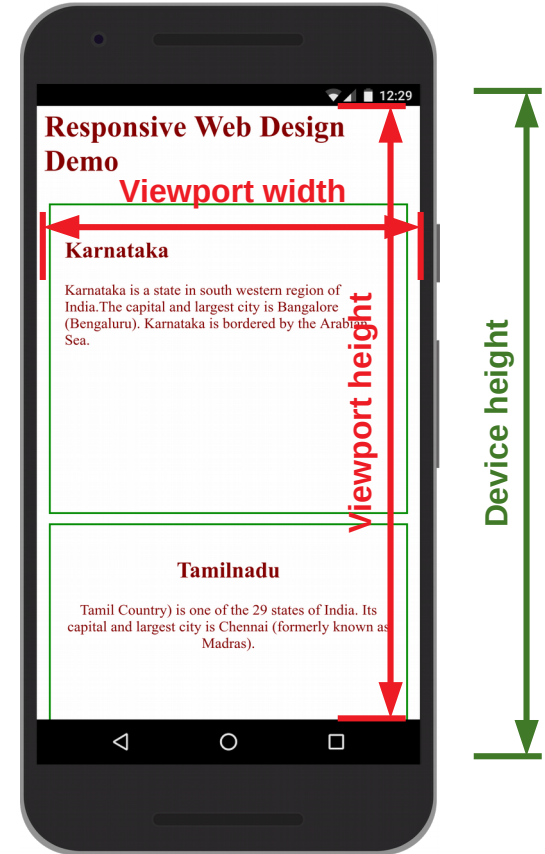 12:29
Responsive Web Design
Demo
Viewport width
Karnataka
Karnataka is a state in south western region of
India.The capital and largest city is Bangalore
(Bengaluru). Karnataka is bordered by the Arabian
Sea.
Viewport height
Device height
Tamilnadu
Tamil Country) is one of the 29 states of India. Its
capital and largest city is Chennai (formerly known as
Madras).